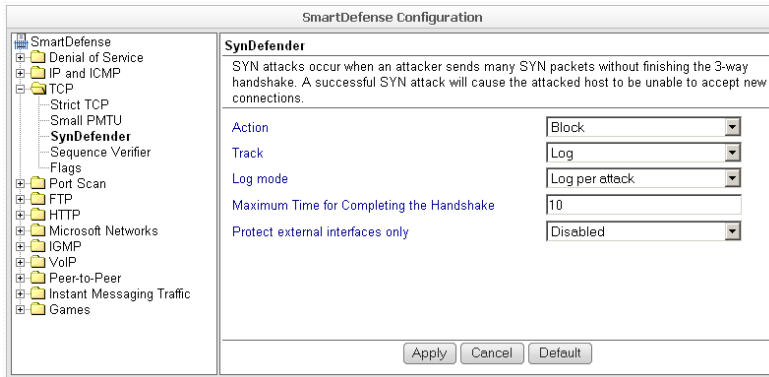 SmartDefense Configuration
SmartDefense
Denial of Service
IP and ICMP
TCP
Strict TCP
Small PMTU
SynDefender
Sequence Verifier
Flags
Port Scan
FTP
HTTP
Microsoft Networks
IGMP
VoIP
Peer-to-Peer
Instant Messaging Traffic
Games
SynDefender
SYN attacks occur when an attacker sends many SYN packets without finishing the 3-way
handshake. A successful SYN attack will cause the attacked host to be unable to accept new
connections.
Action Block
Track Log
Log mode Log per attack
Maximum Time for Completing the Handshake 10
Protect external interfaces only Disabled
Apply Cancel Default